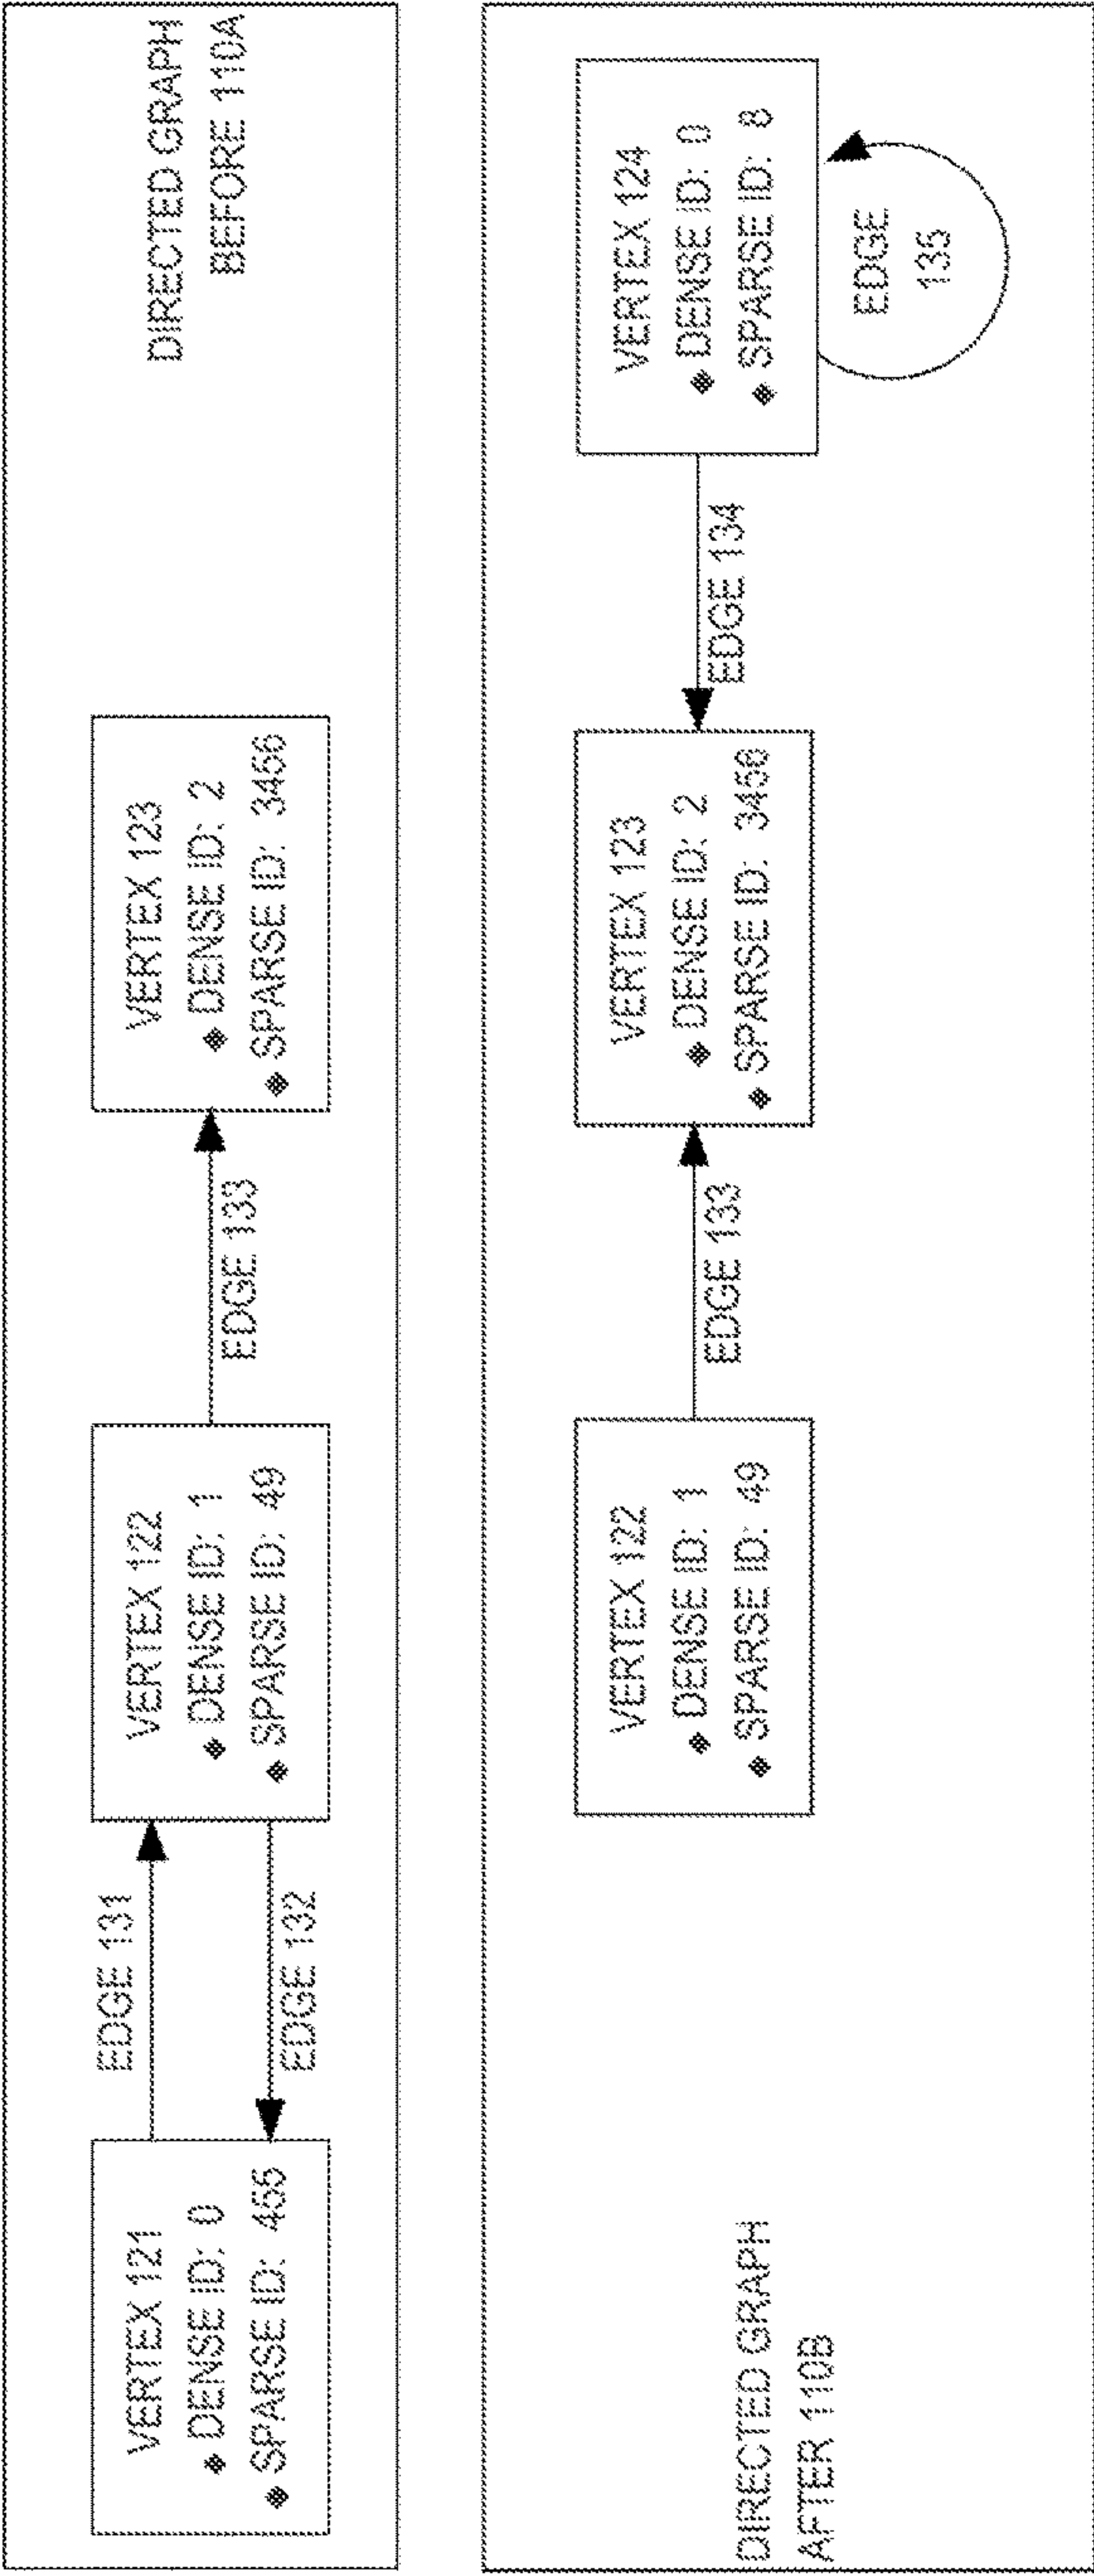 DIRECTED GRAPH
BEFORE 110A
VERTEX 121
◆ DENSE ID: 0
◆ SPARSE ID: 455
EDGE 131
EDGE 132
VERTEX 122
◆ DENSE ID: 1
◆ SPARSE ID: 49
EDGE 133
VERTEX 123
◆ DENSE ID: 2
◆ SPARSE ID: 3456
DIRECTED GRAPH
AFTER 110B
VERTEX 122
◆ DENSE ID: 1
◆ SPARSE ID: 49
EDGE 133
VERTEX 123
◆ DENSE ID: 2
◆ SPARSE ID: 3456
EDGE 134
VERTEX 124
◆ DENSE ID: 0
◆ SPARSE ID: 8
EDGE
135